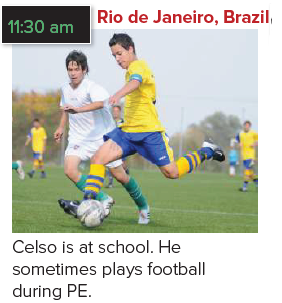 11:30 am
Rio de Janeiro, Brazil
Celso is at school. He
sometimes plays football
during PE.